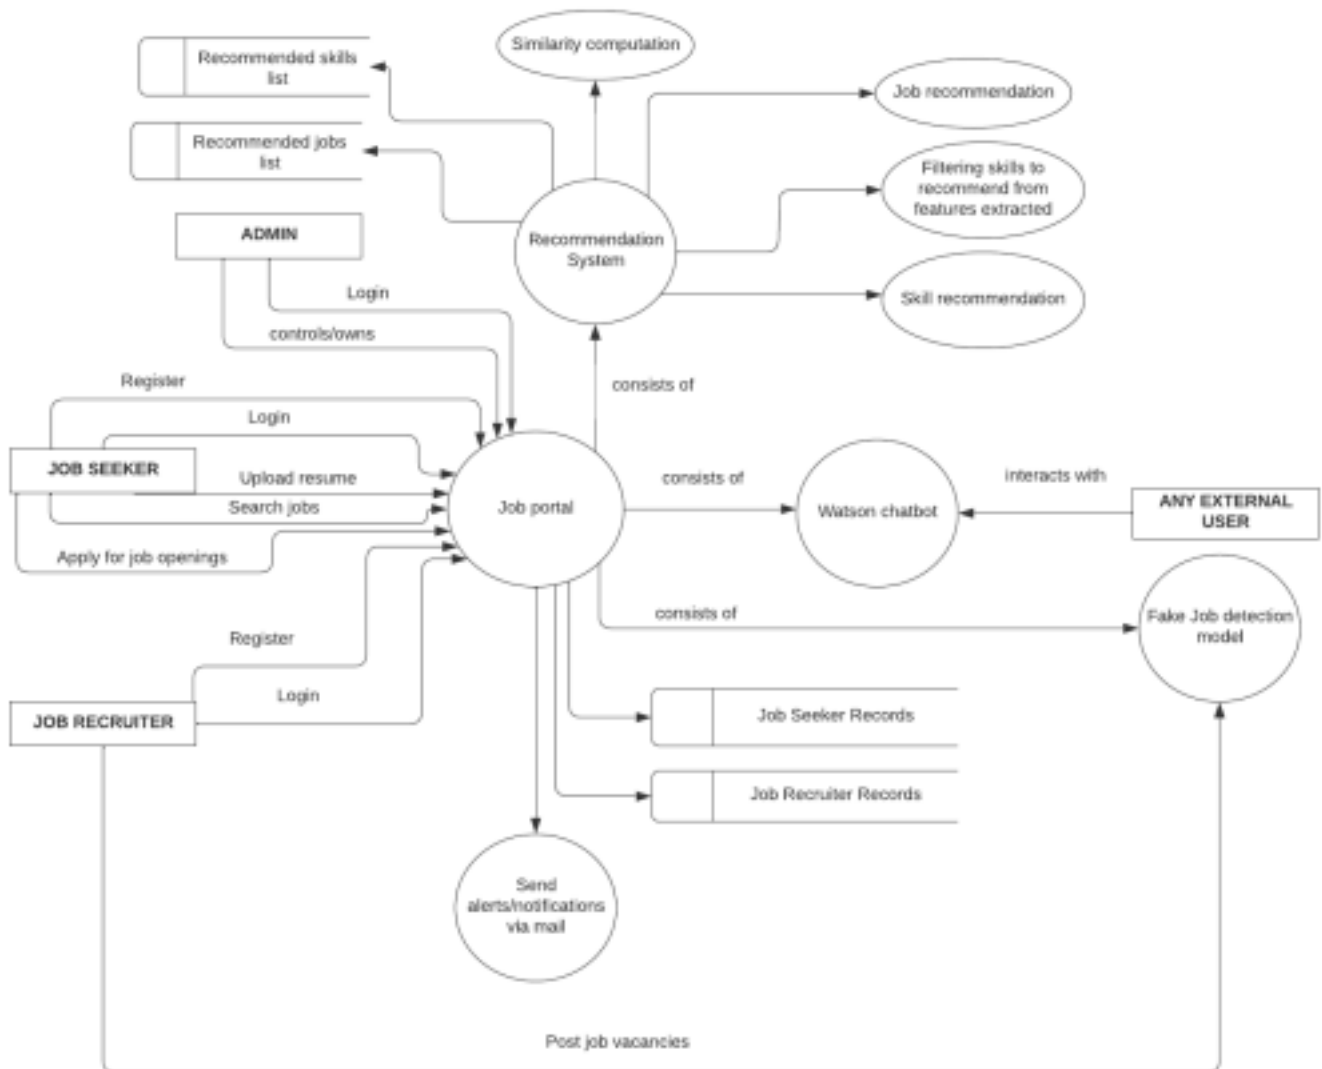 Similarity computation
Recommended skills
list
Job recommendation
Recommended jobs
list
Filtering skills to
recommend from
features extracted
ADMIN
Recommendation
System
Login
Skill recommendation
controls/owns
Register
consists of
Login
JOB SEEKER
Upload resume
consists of
interacts with
Search jobs
Job portal
Watson chatbot
ANY EXTERNAL
USER
Apply for job openings
consists of
Fake Job detection
model
Register
Login
JOB RECRUITER
Job Seeker Records
Job Recruiter Records
Send
alerts/notifications
via mail
Post job vacancies